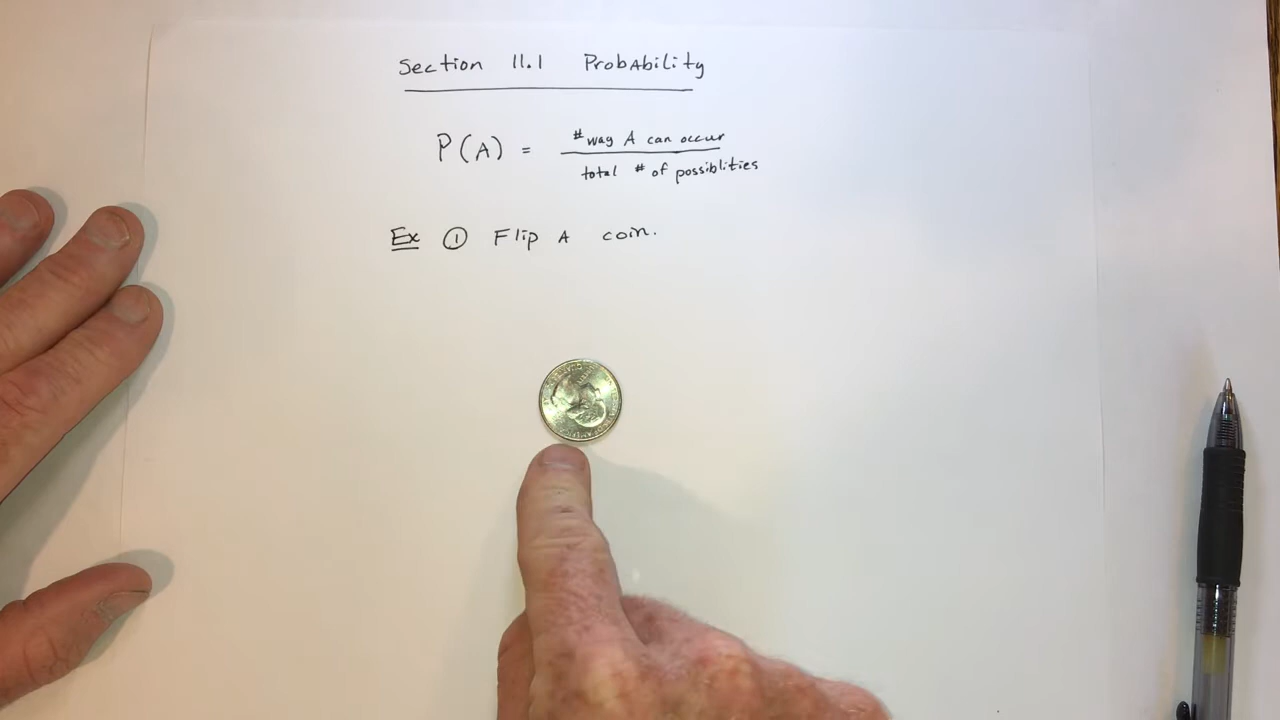 Section 11.1 Probability
P(A) = # way A can occur / total # of possiblities
Ex ① Flip A coin.